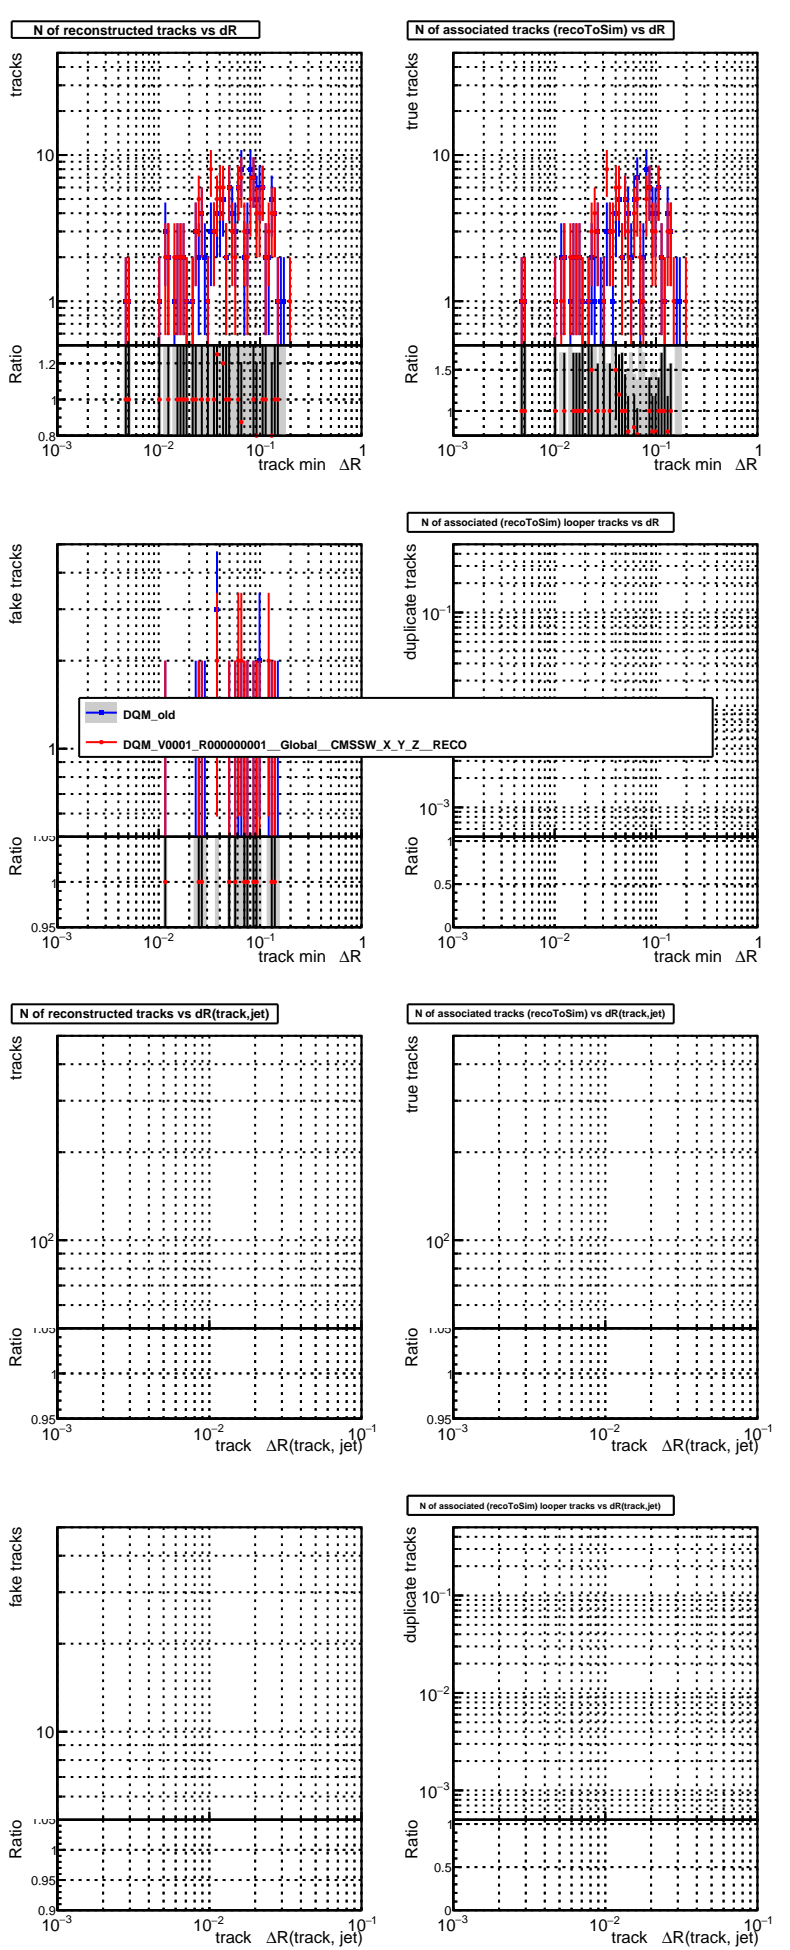 N of reconstructed tracks vs dR
tracks
10
1
Ratio
1.2
1
0.8
10−3 10−2 10−1 1
track min ΔR
N of associated tracks (recoToSim) vs dR
true tracks
10
1
Ratio
1.5
1
10−3 10−2 10−1 1
track min ΔR
fake tracks
1
Ratio
1.05
1
0.95
10−3 10−2 10−1 1
track min ΔR
N of associated (recoToSim) looper tracks vs dR
duplicate tracks
10−1
10−3
Ratio
1
0.5
0
10−3 10−2 10−1 1
track min ΔR
DQM_old
DQM_V0001_R000000001__Global__CMSSW_X_Y_Z__RECO
N of reconstructed tracks vs dR(track,jet)
tracks
102
Ratio
1.05
1
0.95
10−3 10−2 10−1
track ΔR(track, jet)
N of associated tracks (recoToSim) vs dR(track,jet)
true tracks
102
Ratio
1.05
1
0.95
10−3 10−2 10−1
track ΔR(track, jet)
fake tracks
10
Ratio
1.05
1
0.95
0.9
10−3 10−2 10−1
track ΔR(track, jet)
N of associated (recoToSim) looper tracks vs dR(track,jet)
duplicate tracks
10−1
10−2
10−3
Ratio
1
0.5
0
10−3 10−2 10−1
track ΔR(track, jet)